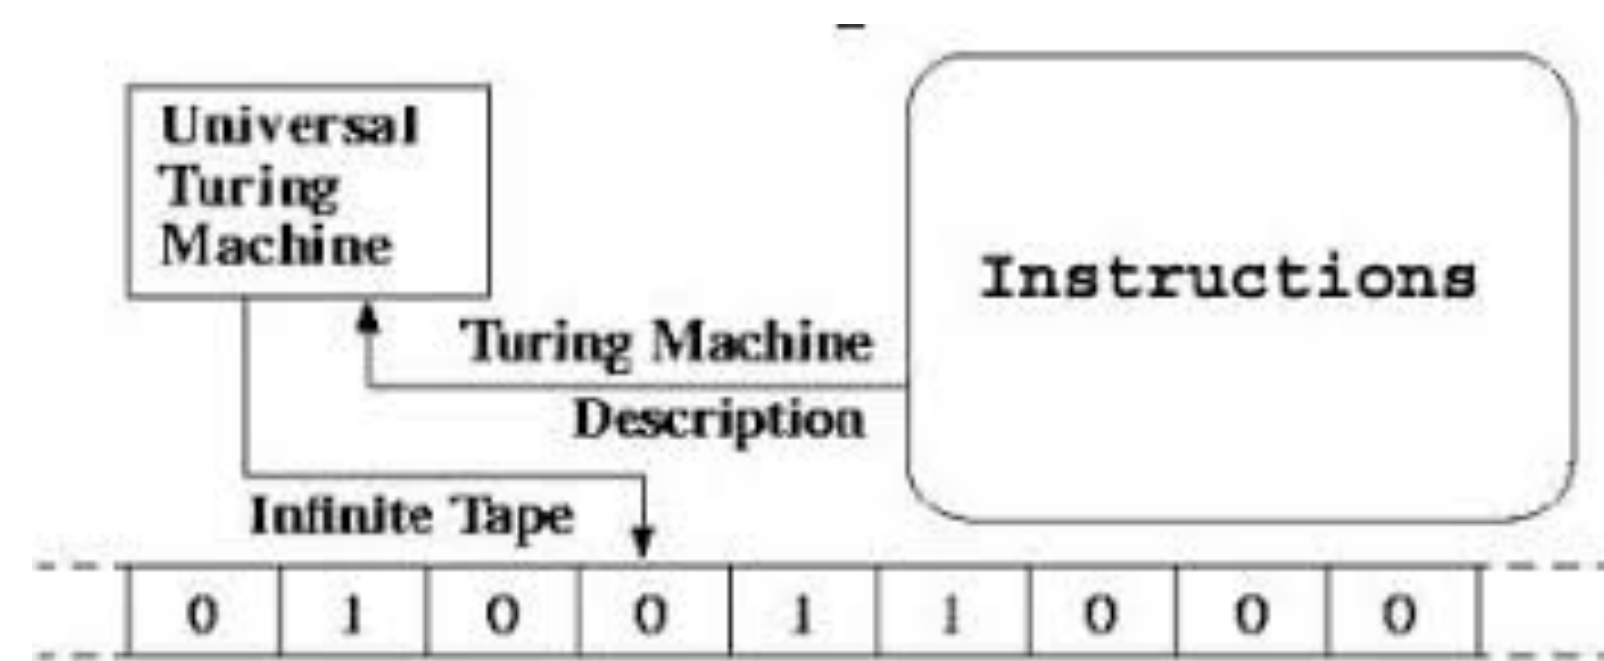 Universal
Turing
Machine
Instructions
Turing Machine
Description
Infinite Tape
0 1 0 0 1 1 0 0 0